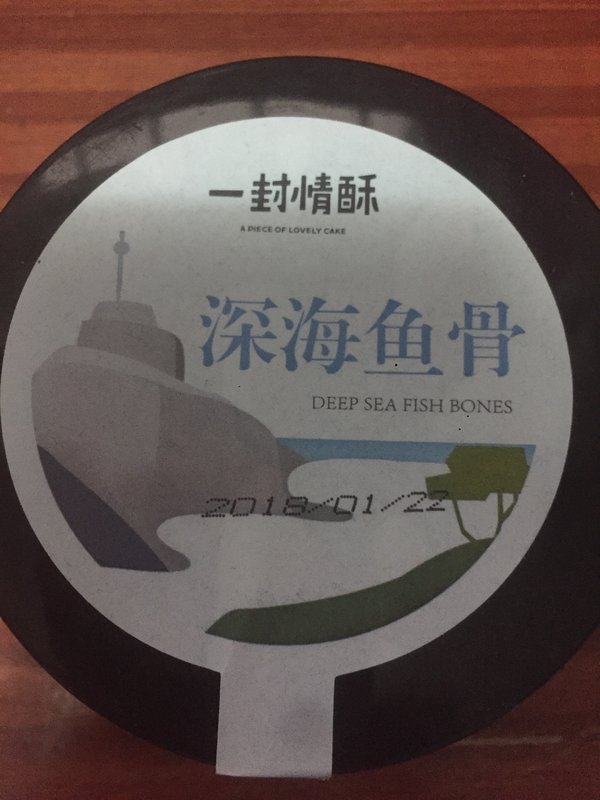 一封情酥
A PIECE OF LOVELY CAKE
深海鱼骨
DEEP SEA FISH BONES
2018/01/22